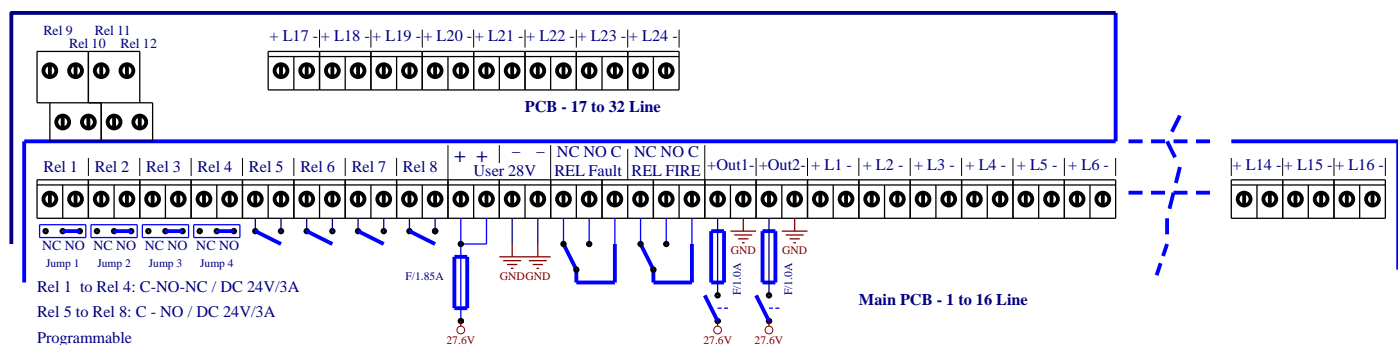 Rel 9 Rel 11
Rel 10 Rel 12
+ L17 - + L18 - + L19 - + L20 - + L21 - + L22 - + L23 - + L24 -
PCB - 17 to 32 Line
Rel 1 Rel 2 Rel 3 Rel 4 Rel 5 Rel 6 Rel 7 Rel 8
+ + − −
User 28V
NC NO C NC NO C
REL Fault REL FIRE
+Out1- +Out2- + L1 - + L2 - + L3 - + L4 - + L5 - + L6 - + L14 - + L15 - + L16 -
NC NO NC NO NC NO NC NO
Jump 1 Jump 2 Jump 3 Jump 4
GND GND
F/1.85A GND GND F/1.0A F/1.0A
Rel 1 to Rel 4: C-NO-NC / DC 24V/3A
Main PCB - 1 to 16 Line
Rel 5 to Rel 8: C - NO / DC 24V/3A
Programmable
27.6V 27.6V 27.6V